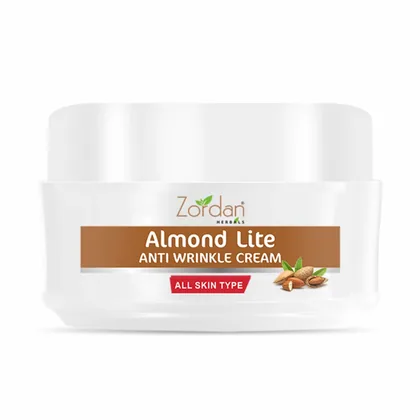 Zordan
HERBALS
Almond Lite
ANTI WRINKLE CREAM
ALL SKIN TYPE